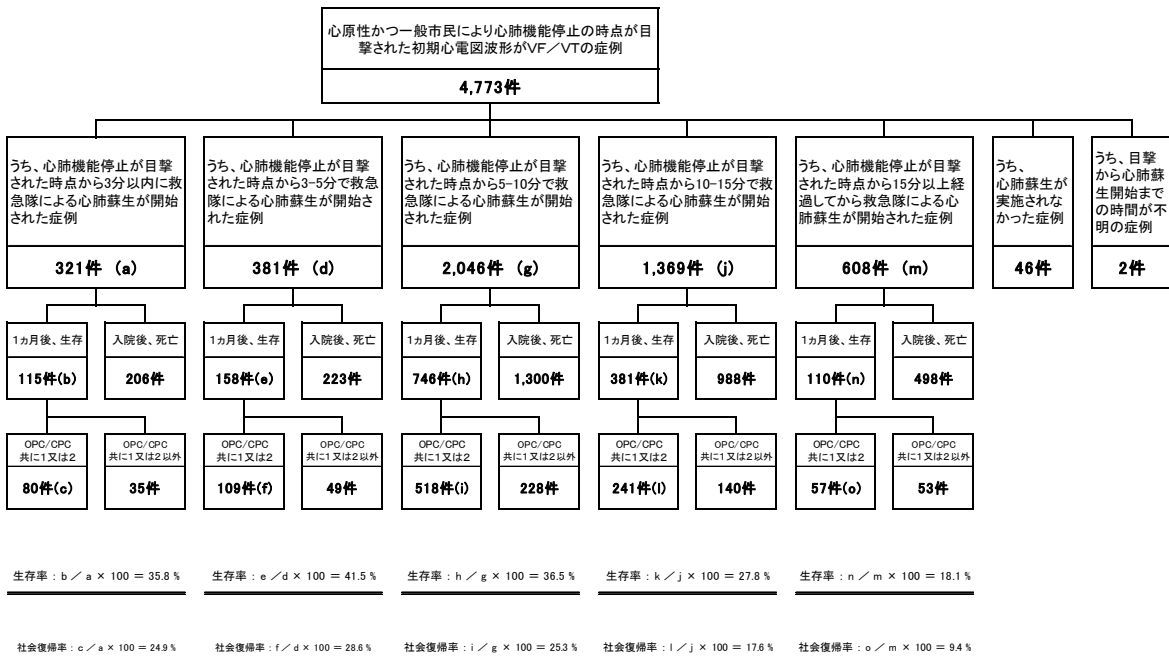 心原性かつ一般市民により心肺機能停止の時点が目
撃された初期心電図波形がVF／VTの症例
4,773件
うち、心肺機能停止が目撃
された時点から3分以内に救
急隊による心肺蘇生が開始
された症例
321件 (a)
うち、心肺機能停止が目撃
された時点から3-5分で救急
隊による心肺蘇生が開始さ
れた症例
381件 (d)
うち、心肺機能停止が目撃
された時点から5-10分で救
急隊による心肺蘇生が開始
された症例
2,046件 (g)
うち、心肺機能停止が目撃
された時点から10-15分で救
急隊による心肺蘇生が開始
された症例
1,369件 (j)
うち、心肺機能停止が目撃
された時点から15分以上経
過してから救急隊による心
肺蘇生が開始された症例
608件 (m)
うち、
心肺蘇生が
実施されな
かった症例
46件
うち、目撃
から心肺蘇
生開始まで
の時間が不
明の症例
2件
1ヵ月後、生存
115件(b)
入院後、死亡
206件
1ヵ月後、生存
158件(e)
入院後、死亡
223件
1ヵ月後、生存
746件(h)
入院後、死亡
1,300件
1ヵ月後、生存
381件(k)
入院後、死亡
988件
1ヵ月後、生存
110件(n)
入院後、死亡
498件
OPC/CPC
共に1又は2
80件(c)
OPC/CPC
共に1又は2以外
35件
OPC/CPC
共に1又は2
109件(f)
OPC/CPC
共に1又は2以外
49件
OPC/CPC
共に1又は2
518件(i)
OPC/CPC
共に1又は2以外
228件
OPC/CPC
共に1又は2
241件(l)
OPC/CPC
共に1又は2以外
140件
OPC/CPC
共に1又は2
57件(o)
OPC/CPC
共に1又は2以外
53件
生存率：b／a × 100 ＝ 35.8 %
生存率：e／d × 100 ＝ 41.5 %
生存率：h／g × 100 ＝ 36.5 %
生存率：k／j × 100 ＝ 27.8 %
生存率：n／m × 100 ＝ 18.1 %
社会復帰率：c／a × 100 ＝ 24.9 %
社会復帰率：f／d × 100 ＝ 28.6 %
社会復帰率：i／g × 100 ＝ 25.3 %
社会復帰率：l／j × 100 ＝ 17.6 %
社会復帰率：o／m × 100 ＝ 9.4 %